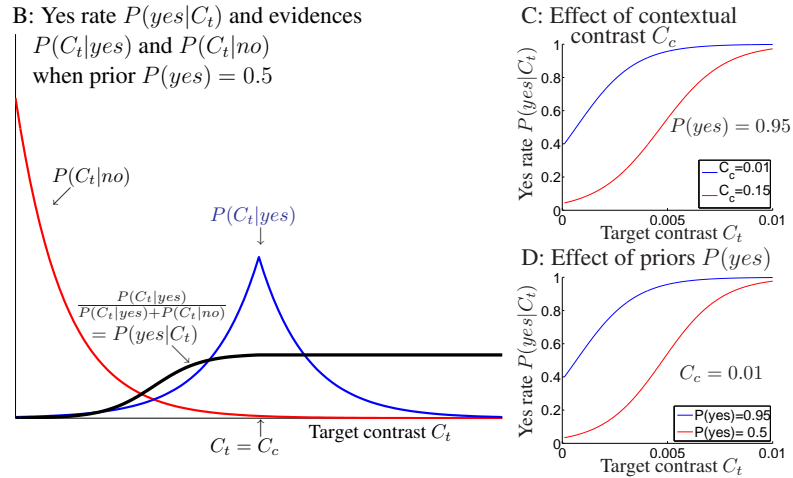 B: Yes rate P(yes|C_t) and evidences
P(C_t|yes) and P(C_t|no)
when prior P(yes) = 0.5
P(C_t|no)
P(C_t|yes)
P(C_t|yes)
P(C_t|yes)+P(C_t|no)
= P(yes|C_t)
Target contrast C_t
C_t = C_c
C: Effect of contextual
contrast C_c
Yes rate P(yes|C_t)
1
0.8
0.6
0.4
0.2
0
P(yes) = 0.95
C_c=0.01
C_c=0.15
0
0.005
0.01
Target contrast C_t
D: Effect of priors P(yes)
Yes rate P(yes|C_t)
1
0.8
0.6
0.4
0.2
0
C_c = 0.01
P(yes)=0.95
P(yes)= 0.5
0
0.005
0.01
Target contrast C_t